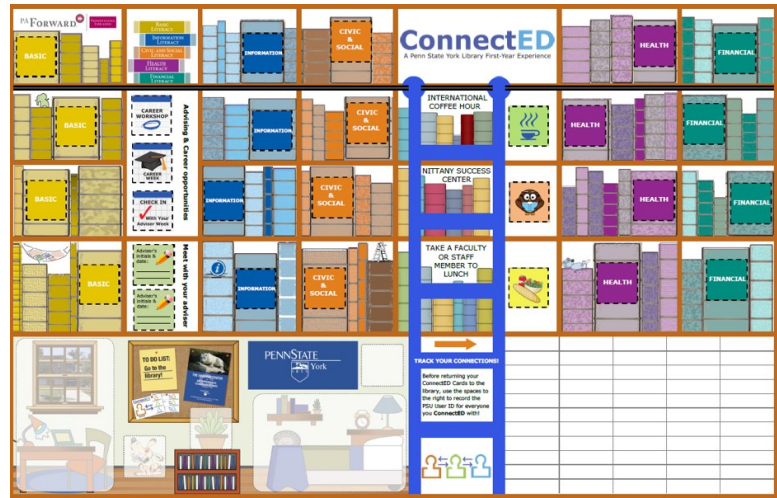 PA FORWARD
BASIC
LITERACY
INFORMATION
LITERACY
CIVIC AND SOCIAL
LITERACY
HEALTH
LITERACY
FINANCIAL
LITERACY
BASIC
INFORMATION
CIVIC
&
SOCIAL
ConnectED
A Penn State York Library First-Year Experience
HEALTH
FINANCIAL
BASIC
CAREER
WORKSHOP
CAREER
WEEK
CHECK IN
With Your
Adviser Week
Advising & Career opportunities
INFORMATION
CIVIC
&
SOCIAL
INTERNATIONAL
COFFEE HOUR
HEALTH
FINANCIAL
BASIC
INFORMATION
CIVIC
&
SOCIAL
NITTANY SUCCESS
CENTER
HEALTH
FINANCIAL
BASIC
Adviser's
initials &
date:
Adviser's
initials &
date:
Meet with your adviser
INFORMATION
CIVIC
&
SOCIAL
TAKE A FACULTY
OR STAFF
MEMBER TO
LUNCH
HEALTH
FINANCIAL
TO DO LIST:
Go to the
library!
PENNSTATE
York
TRACK YOUR CONNECTIONS!
Before returning your
ConnectED Cards to the
library, use the spaces to
the right to record the
PSU User ID for everyone
you ConnectED with!